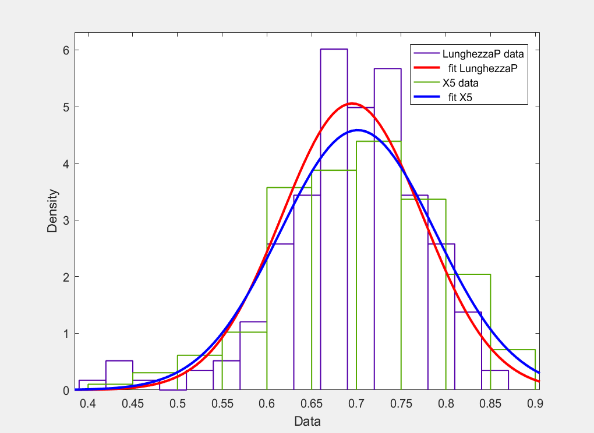 6
5
4
3
2
1
0
Density
LunghezzaP data
fit LunghezzaP
X5 data
fit X5
0.4 0.45 0.5 0.55 0.6 0.65 0.7 0.75 0.8 0.85 0.9
Data